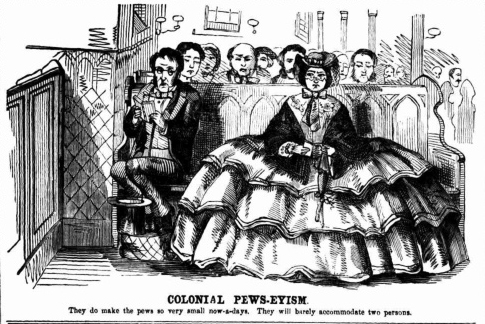 COLONIAL PEWS-EYISM.
They do make the pews so very small now-a-days. They will barely accommodate two persons.